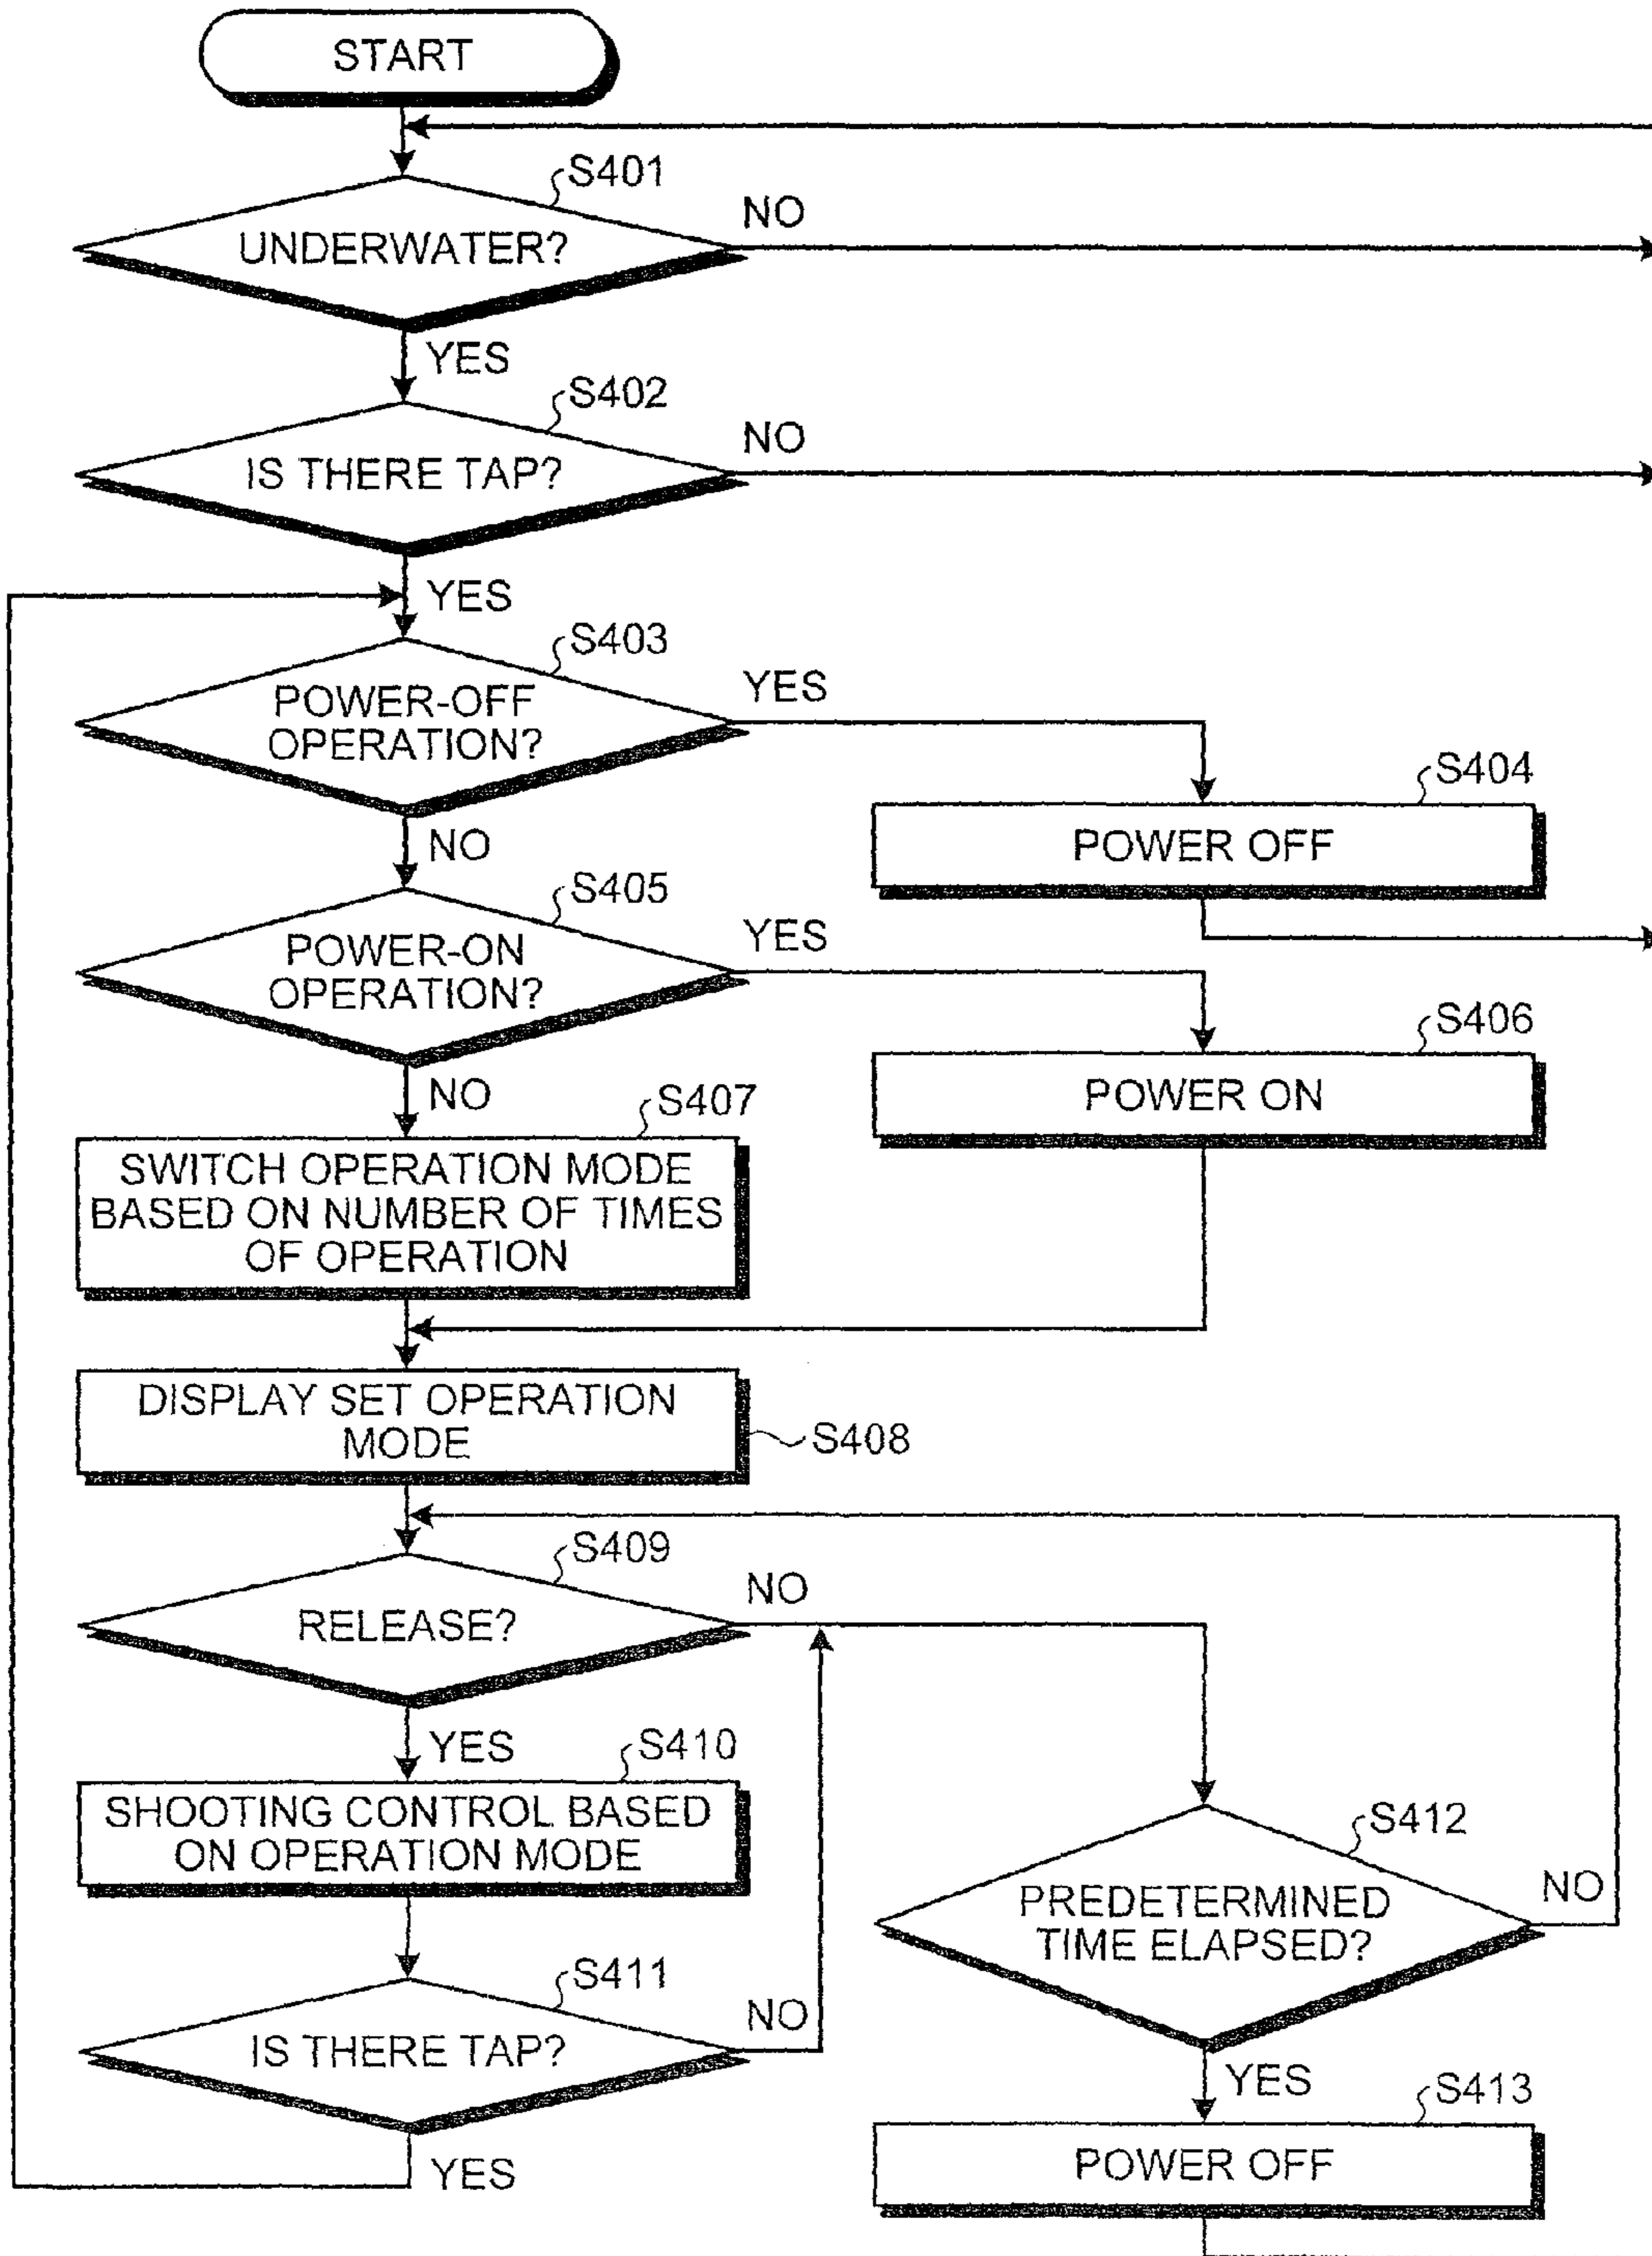 START
S401
UNDERWATER?
NO
YES
S402
IS THERE TAP?
NO
YES
S403
POWER-OFF
OPERATION?
YES
S404
POWER OFF
NO
S405
POWER-ON
OPERATION?
YES
S406
POWER ON
NO
S407
SWITCH OPERATION MODE
BASED ON NUMBER OF TIMES
OF OPERATION
DISPLAY SET OPERATION
MODE
S408
S409
RELEASE?
NO
YES
S410
SHOOTING CONTROL BASED
ON OPERATION MODE
S412
PREDETERMINED
TIME ELAPSED?
NO
S411
IS THERE TAP?
NO
YES
YES
S413
POWER OFF